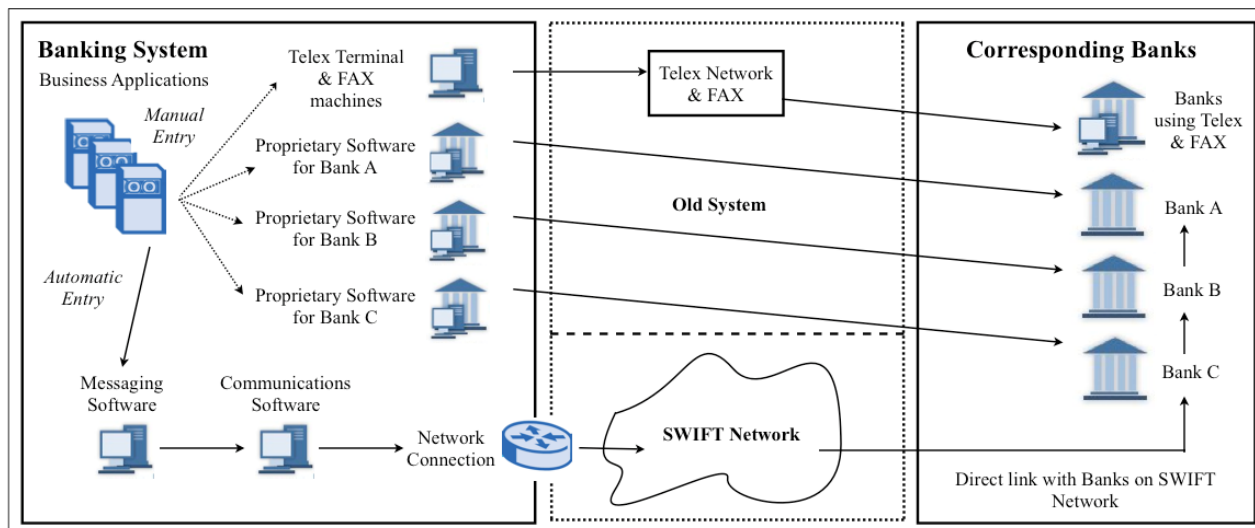 Banking System
Business Applications
Manual
Entry
Automatic
Entry
Telex Terminal
& FAX
machines
Proprietary Software
for Bank A
Proprietary Software
for Bank B
Proprietary Software
for Bank C
Messaging
Software
Communications
Software
Network
Connection
Telex Network
& FAX
Old System
SWIFT Network
Corresponding Banks
Banks
using Telex
& FAX
Bank A
Bank B
Bank C
Direct link with Banks on SWIFT
Network